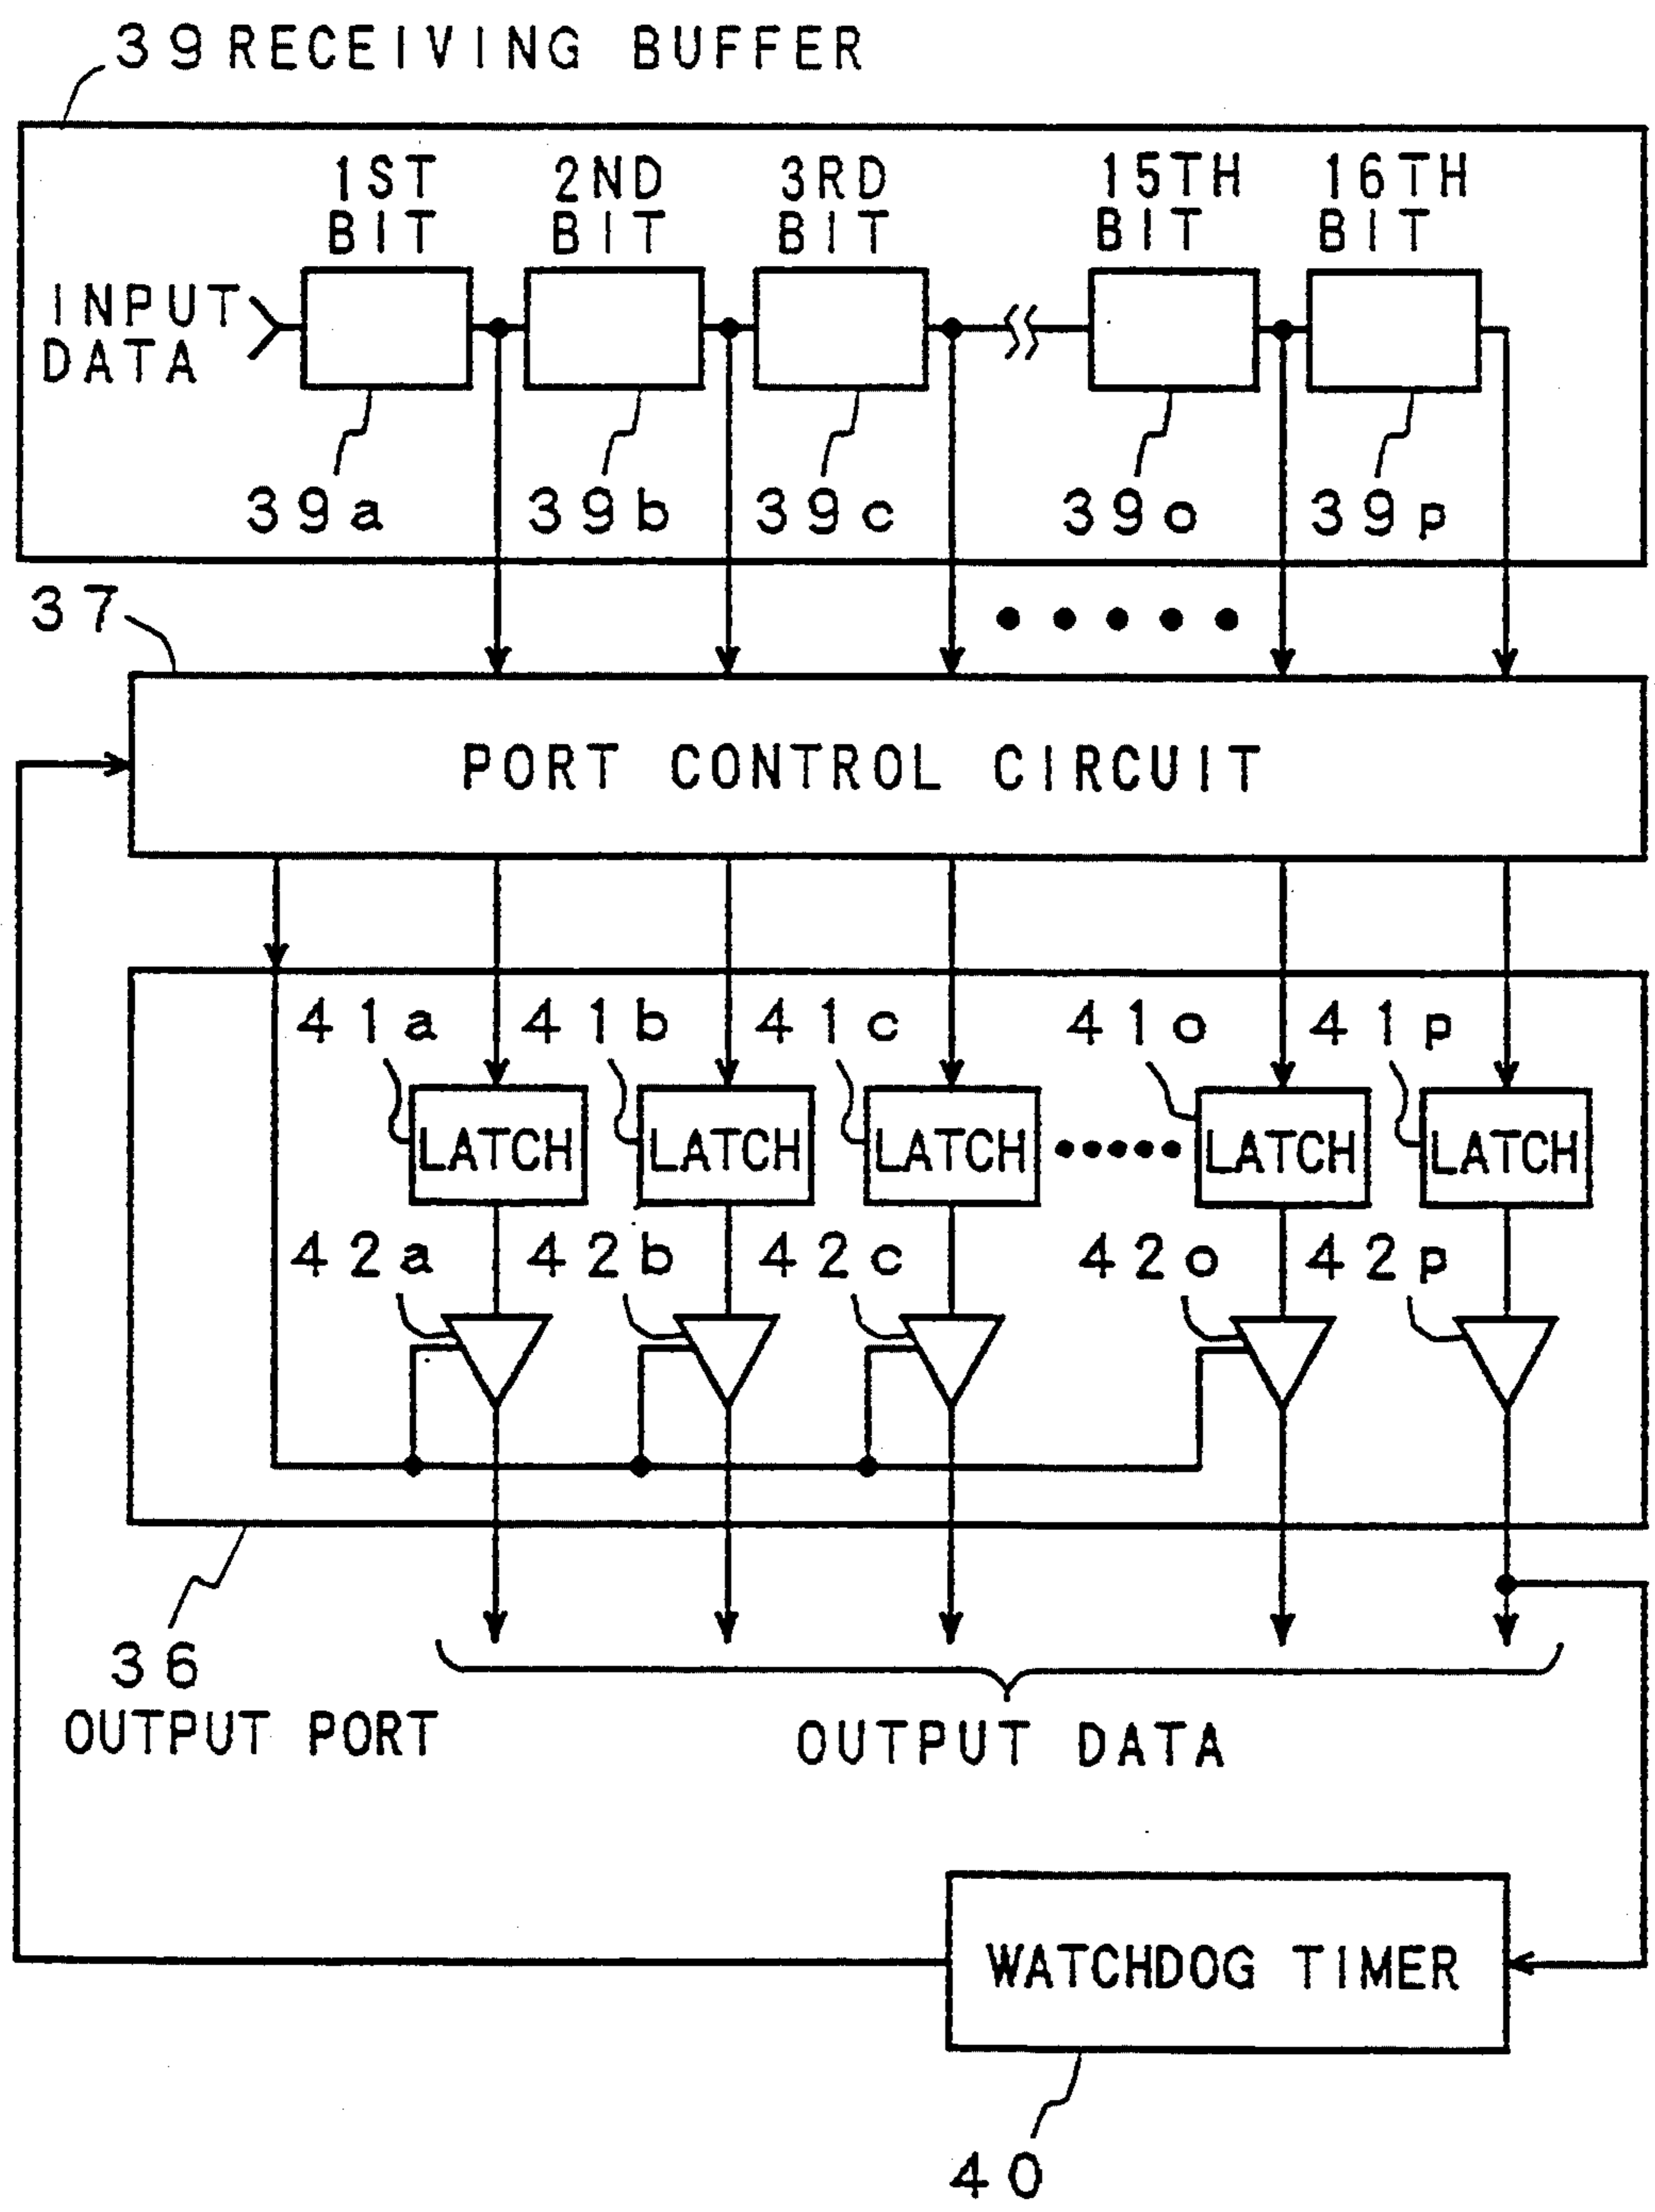 39 RECEIVING BUFFER
1ST BIT
2ND BIT
3RD BIT
15TH BIT
16TH BIT
INPUT DATA
39a
39b
39c
39o
39p
37
PORT CONTROL CIRCUIT
41a
41b
41c
41o
41p
LATCH
LATCH
LATCH
LATCH
LATCH
42a
42b
42c
42o
42p
36
OUTPUT PORT
OUTPUT DATA
WATCHDOG TIMER
40